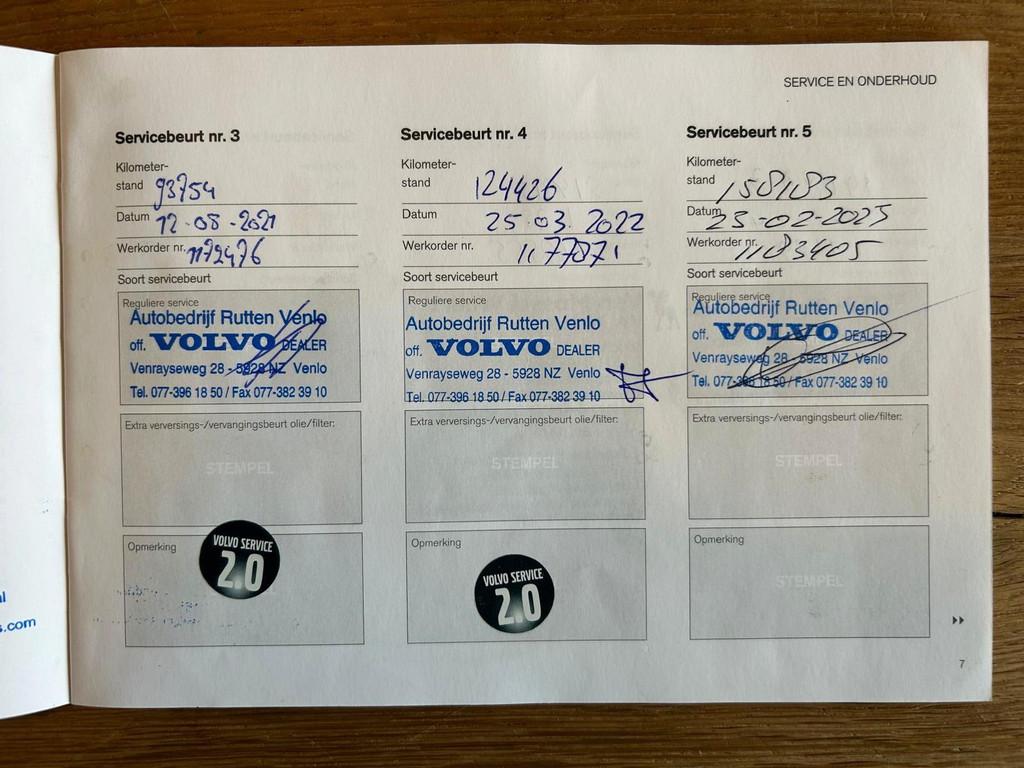 SERVICE EN ONDERHOUD
Servicebeurt nr. 3
Kilometer-
stand 93754
Datum 12-08-2021
Werkorder nr. 1172476
Soort servicebeurt
Reguliere service
Autobedrijf Rutten Venlo
off. VOLVO DEALER
Venrayseweg 28 - 5928 NZ Venlo
Tel. 077-396 18 50 / Fax 077-382 39 10
Extra verversings-/vervangingsbeurt olie/filter:
STEMPEL
Opmerking
VOLVO SERVICE
2.0
Servicebeurt nr. 4
Kilometer-
stand 124426
Datum 25.03.2022
Werkorder nr. 1177871
Soort servicebeurt
Reguliere service
Autobedrijf Rutten Venlo
off. VOLVO DEALER
Venrayseweg 28 - 5928 NZ Venlo
Tel. 077-396 18 50 / Fax 077-382 39 10
Extra verversings-/vervangingsbeurt olie/filter:
STEMPEL
Opmerking
VOLVO SERVICE
2.0
Servicebeurt nr. 5
Kilometer-
stand 158183
Datum 23-02-2023
Werkorder nr. 1183405
Soort servicebeurt
Reguliere service
Autobedrijf Rutten Venlo
off. VOLVO DEALER
Venrayseweg 28 - 5928 NZ Venlo
Tel. 077-396 18 50 / Fax 077-382 39 10
Extra verversings-/vervangingsbeurt olie/filter:
STEMPEL
Opmerking
STEMPEL
7
s.com